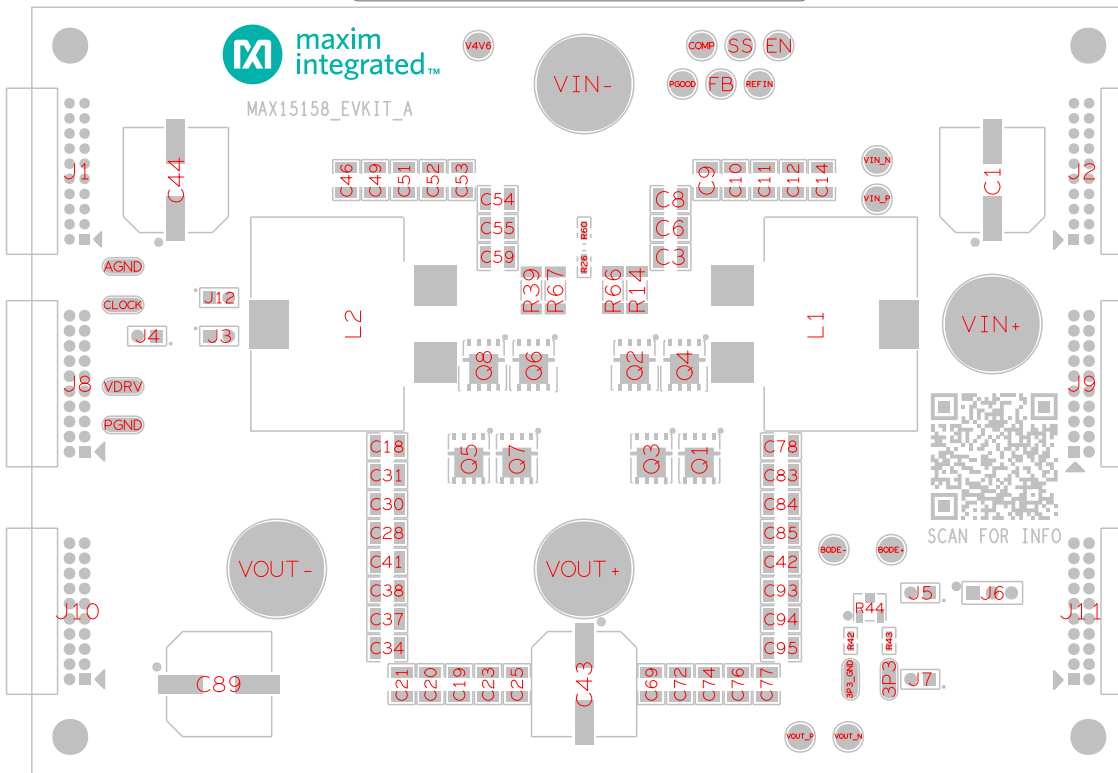 maxim
integrated™
MAX15158_EVKIT_A
V4V6
VIN-
COMP
SS
EN
PGOOD
FB
REFIN
J1
C44
C46
C49
C51
C52
C53
C54
C55
C59
R60
R26
C8
C6
C3
C9
C10
C11
C12
C14
VIN_N
VIN_P
C1
J2
AGND
CLOCK
J12
J4
J3
L2
R39
R67
R66
R14
L1
VIN+
J8
VDRV
PGND
Q8
Q6
Q2
Q4
J9
Q5
Q7
Q3
Q1
C18
C31
C30
C28
C41
C38
C37
C34
C78
C83
C84
C85
C42
C93
C94
C95
SCAN FOR INFO
VOUT-
VOUT+
BODE-
BODE+
J10
R44
J5
J6
J11
R42
R43
3P3_GND
3P3
J7
C89
C21
C20
C19
C23
C25
C43
C69
C72
C74
C76
C77
VOUT_P
VOUT_N